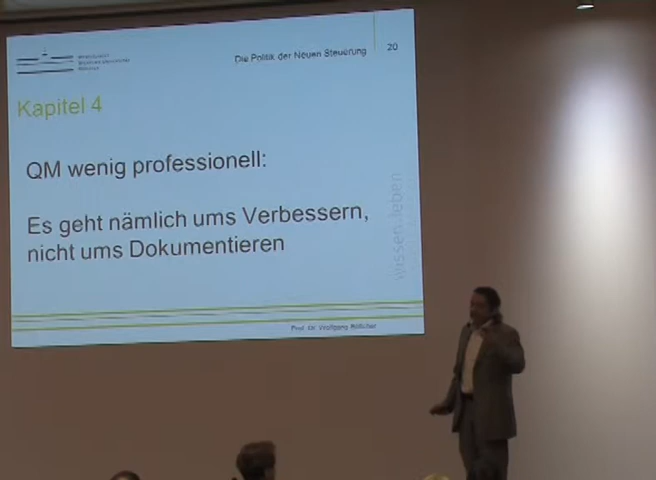 Die Politik der Neuen Steuerung 20
Kapitel 4
QM wenig professionell:
Es geht nämlich ums Verbessern,
nicht ums Dokumentieren
wissen.leben
Prof. Dr. Wolfgang Böttcher